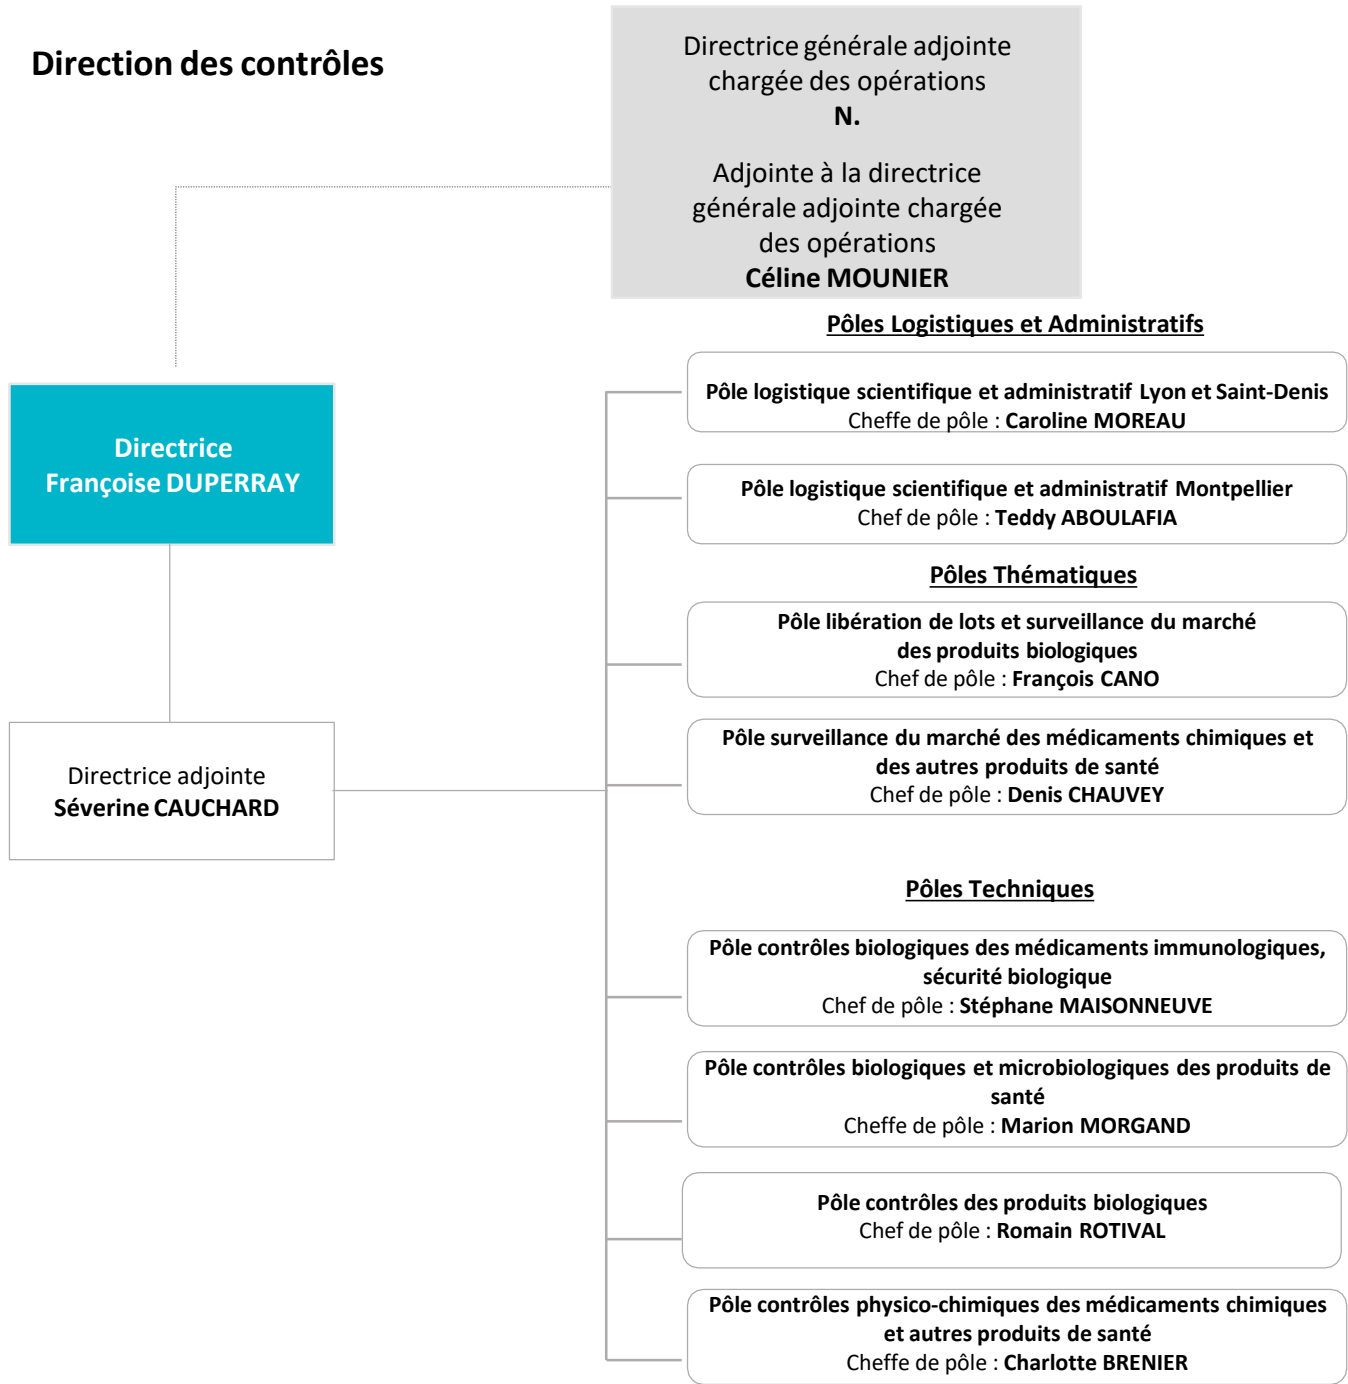 Direction des contrôles
Directrice générale adjointe
chargée des opérations
N.
Adjointe à la directrice
générale adjointe chargée
des opérations
Céline MOUNIER
Directrice
Françoise DUPERRAY
Directrice adjointe
Séverine CAUCHARD
Pôles Logistiques et Administratifs
Pôle logistique scientifique et administratif Lyon et Saint-Denis
Cheffe de pôle : Caroline MOREAU
Pôle logistique scientifique et administratif Montpellier
Chef de pôle : Teddy ABOULAFIA
Pôles Thématiques
Pôle libération de lots et surveillance du marché
des produits biologiques
Chef de pôle : François CANO
Pôle surveillance du marché des médicaments chimiques et
des autres produits de santé
Chef de pôle : Denis CHAUVEY
Pôles Techniques
Pôle contrôles biologiques des médicaments immunologiques,
sécurité biologique
Chef de pôle : Stéphane MAISONNEUVE
Pôle contrôles biologiques et microbiologiques des produits de
santé
Cheffe de pôle : Marion MORGAND
Pôle contrôles des produits biologiques
Chef de pôle : Romain ROTIVAL
Pôle contrôles physico-chimiques des médicaments chimiques
et autres produits de santé
Cheffe de pôle : Charlotte BRENIER